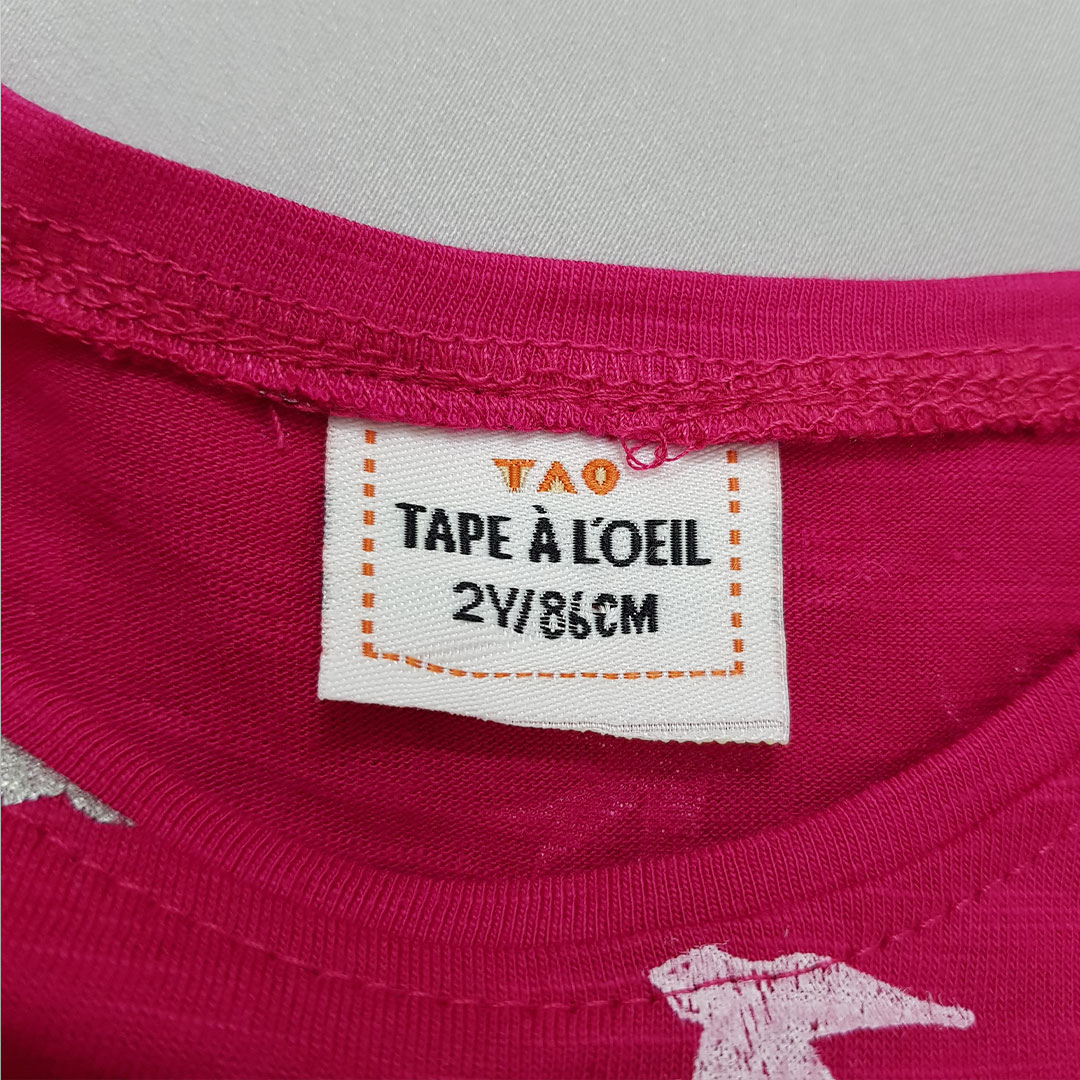 TAO
TAPE À L'OEIL
2Y/86CM